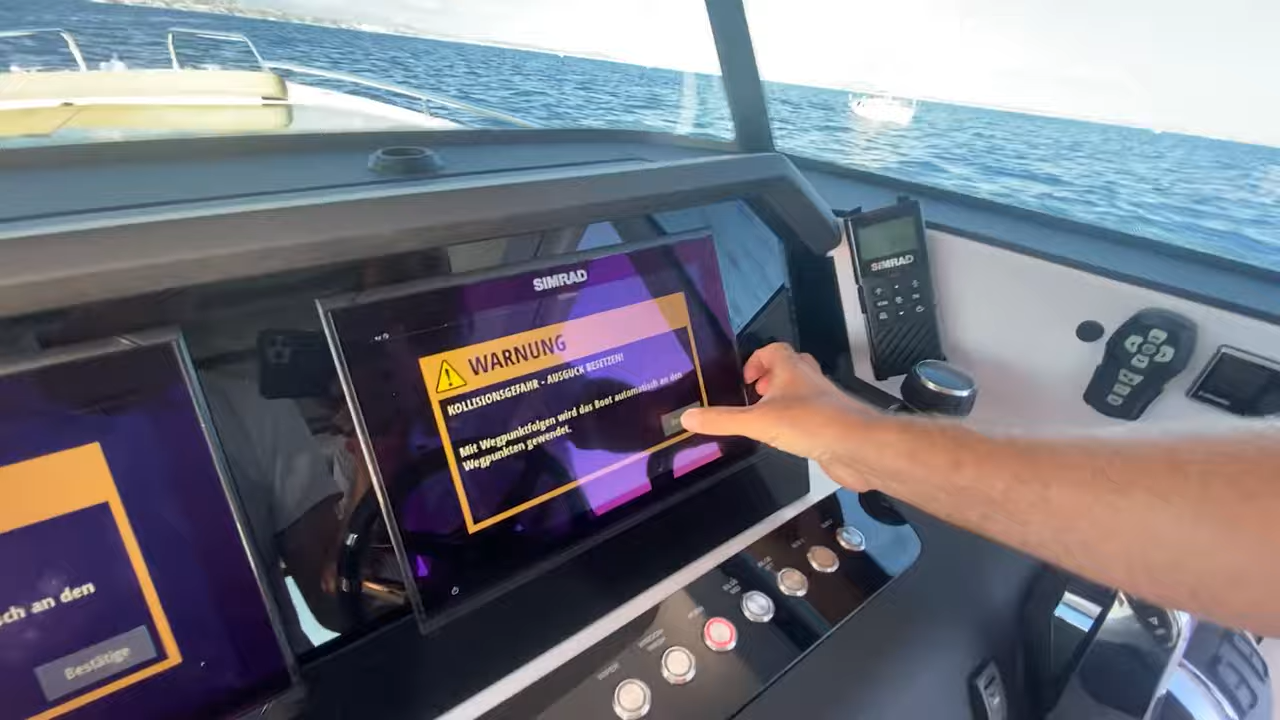 SIMRAD
WARNUNG
KOLLISIONSGEFAHR - AUSGUCK BESETZEN!
Mit Wegpunktfolgen wird das Boot automatisch an den
Wegpunkten gewendet.
SIMRAD
sch an den
Bestätige